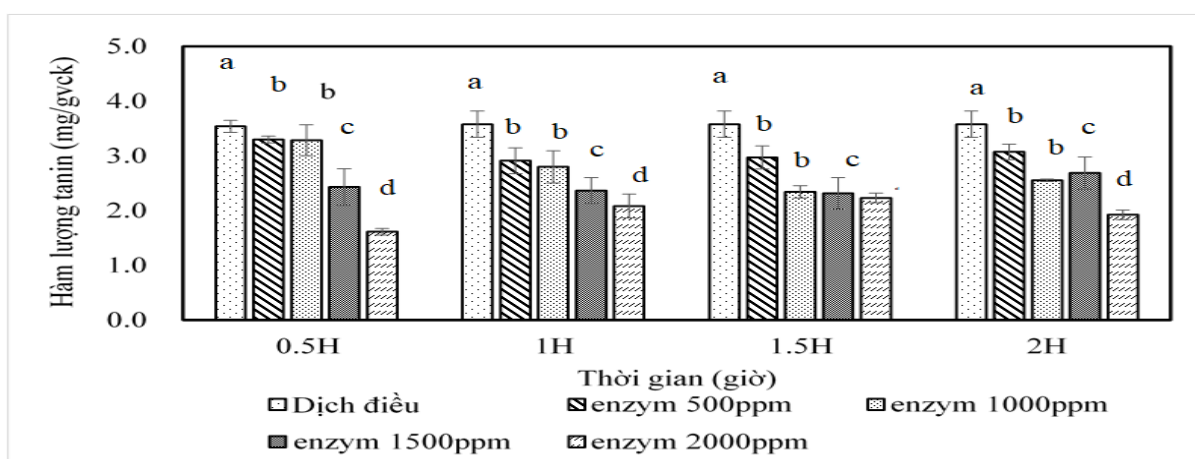 Hàm lượng tanin (mg/gvck)
5.0
4.0
3.0
2.0
1.0
0.0
a b b c d
a b b c d
a b b c
a b b c d
0.5H 1H 1.5H 2H
Thời gian (giờ)
Dịch điều enzym 500ppm enzym 1000ppm
enzym 1500ppm enzym 2000ppm